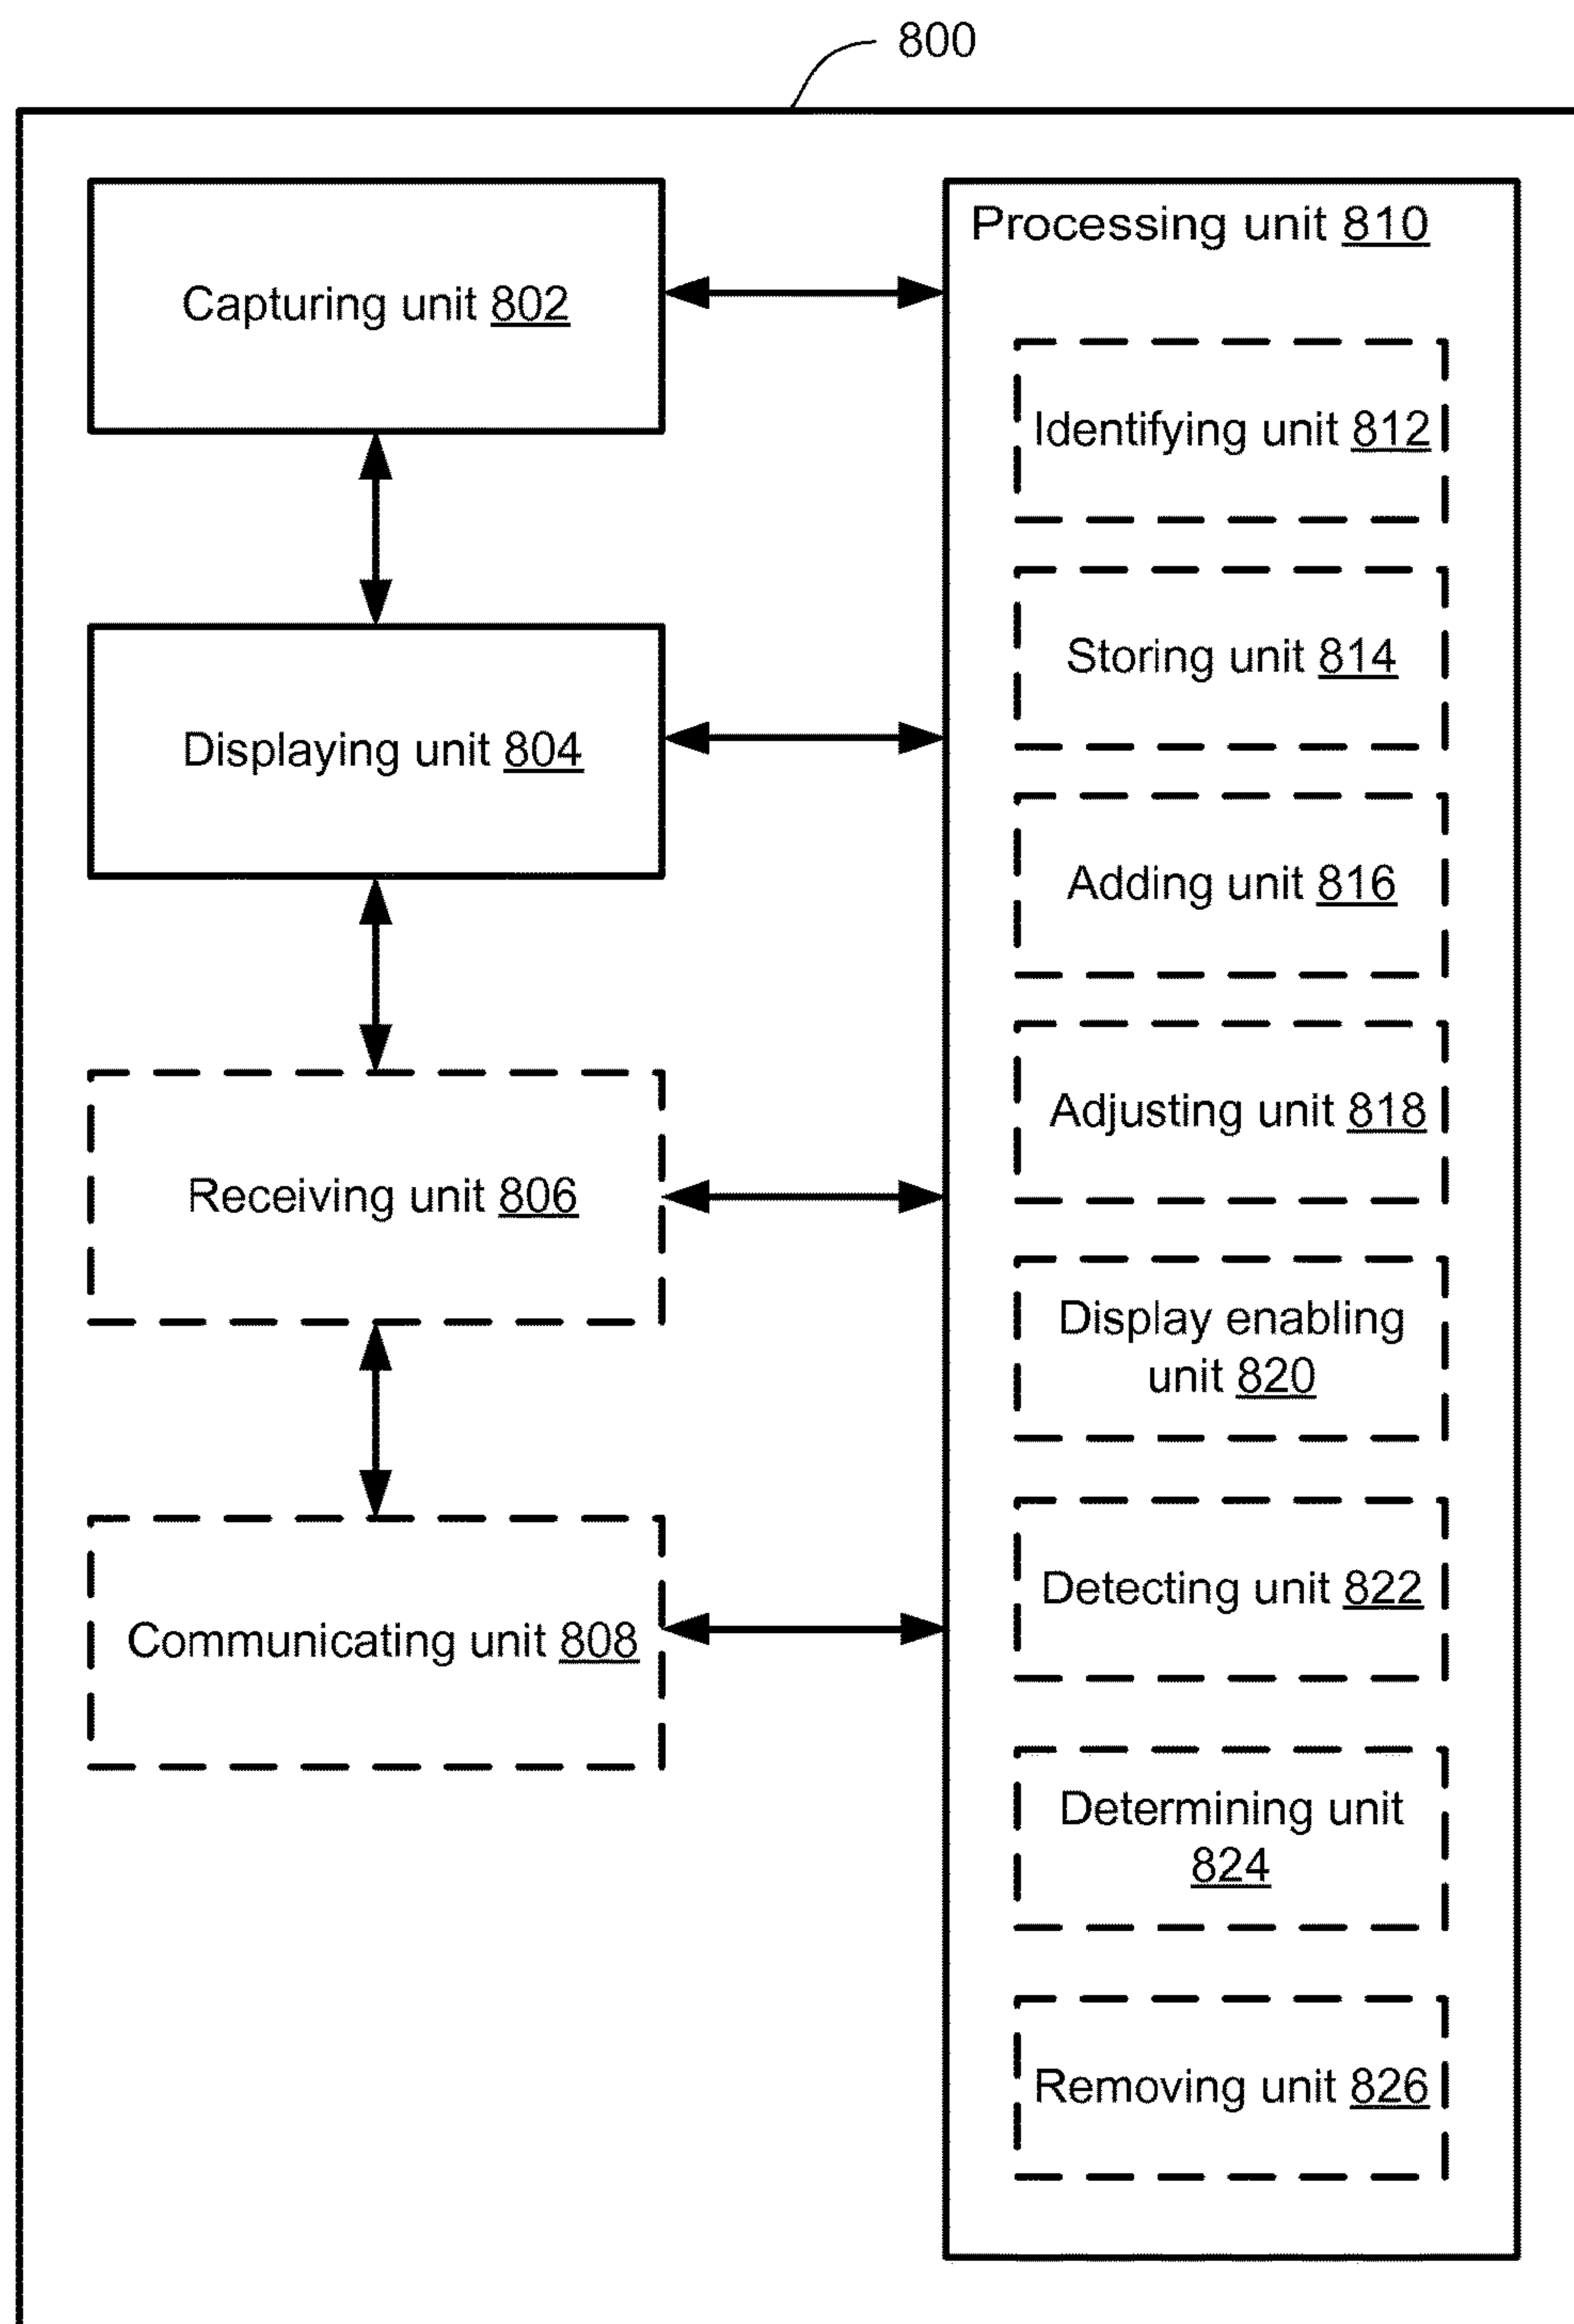 800
Capturing unit 802
Displaying unit 804
Receiving unit 806
Communicating unit 808
Processing unit 810
Identifying unit 812
Storing unit 814
Adding unit 816
Adjusting unit 818
Display enabling
unit 820
Detecting unit 822
Determining unit
824
Removing unit 826